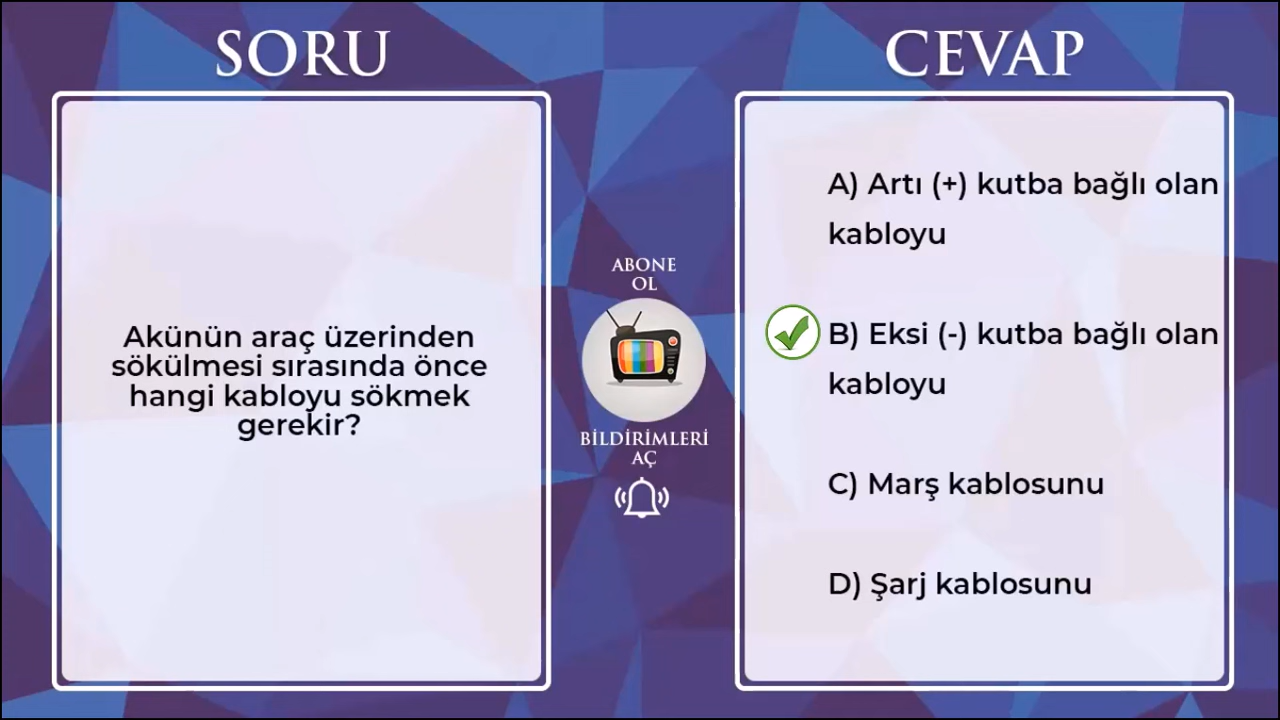 SORU
Akünün araç üzerinden
sökülmesi sırasında önce
hangi kabloyu sökmek
gerekir?
ABONE
OL
BİLDİRİMLERİ
AÇ
CEVAP
A) Artı (+) kutba bağlı olan
kabloyu
B) Eksi (-) kutba bağlı olan
kabloyu
C) Marş kablosunu
D) Şarj kablosunu